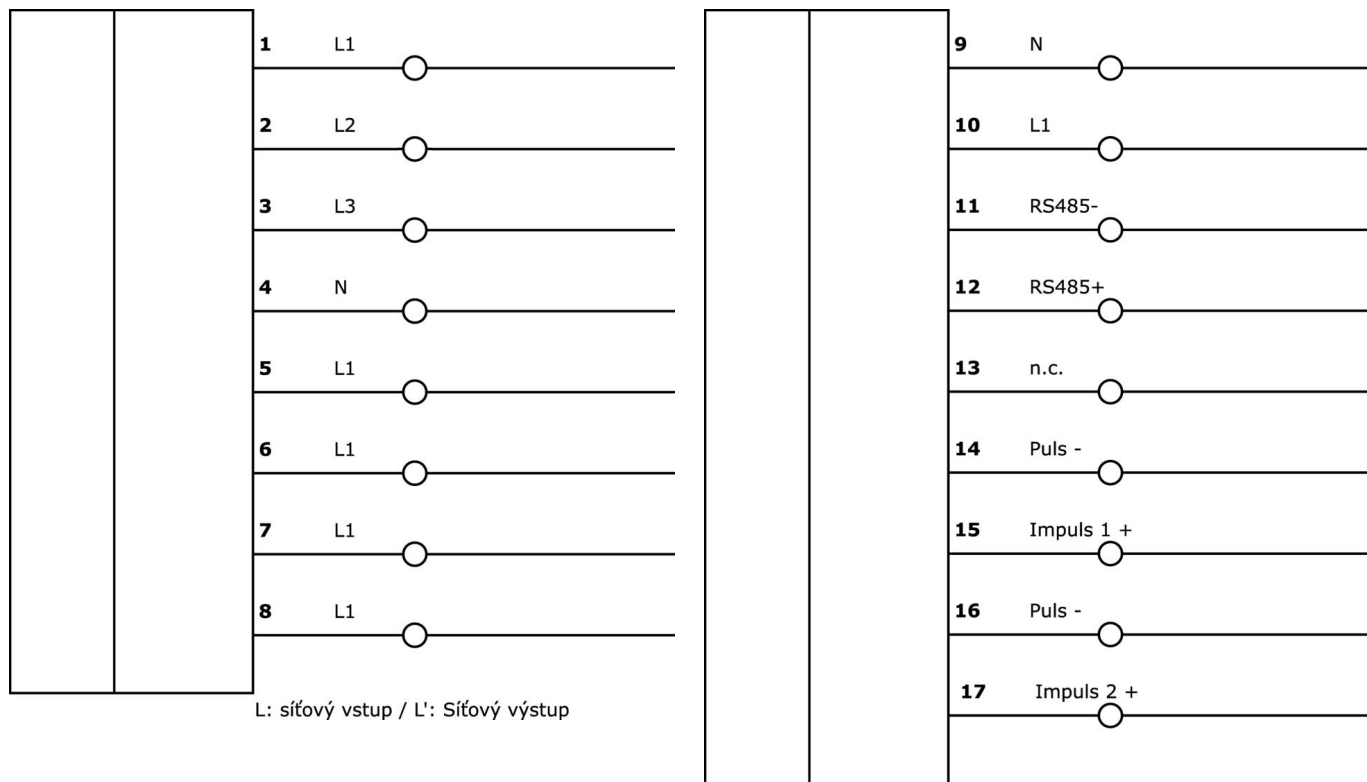 1 L1
2 L2
3 L3
4 N
5 L1
6 L1
7 L1
8 L1
L: síťový vstup / L': Síťový výstup
9 N
10 L1
11 RS485-
12 RS485+
13 n.c.
14 Puls -
15 Impuls 1 +
16 Puls -
17 Impuls 2 +